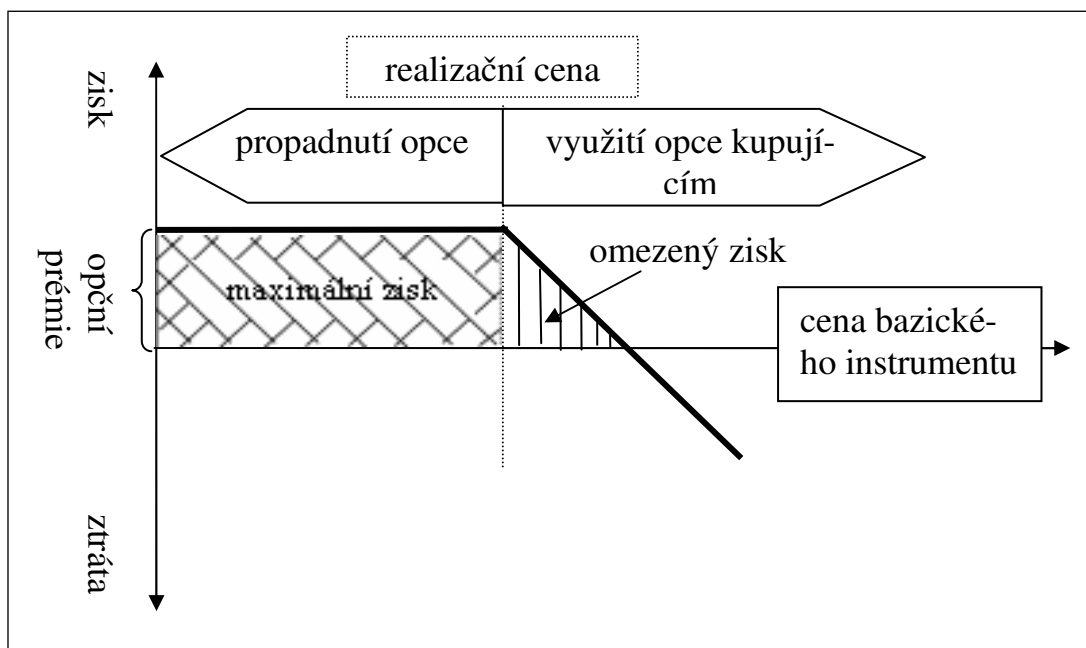 zisk
realizační cena
propadnutí opce
využití opce kupují-
cím
opční
prémie
maximální zisk
omezený zisk
cena bazické-
ho instrumentu
ztráta